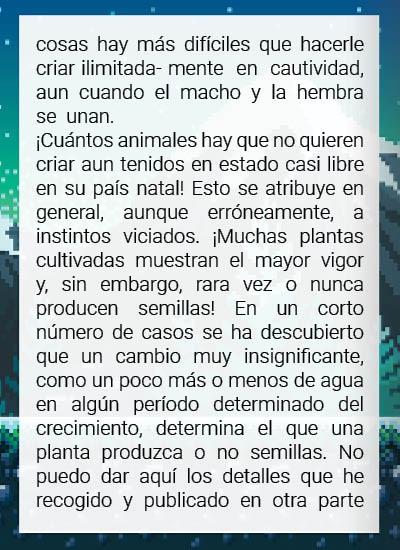 cosas hay más difíciles que hacerle
criar ilimitada- mente en cautividad,
aun cuando el macho y la hembra
se unan.
¡Cuántos animales hay que no quieren
criar aun tenidos en estado casi libre
en su país natal! Esto se atribuye en
general, aunque erróneamente, a
instintos viciados. ¡Muchas plantas
cultivadas muestran el mayor vigor
y, sin embargo, rara vez o nunca
producen semillas! En un corto
número de casos se ha descubierto
que un cambio muy insignificante,
como un poco más o menos de agua
en algún período determinado del
crecimiento, determina el que una
planta produzca o no semillas. No
puedo dar aquí los detalles que he
recogido y publicado en otra parte